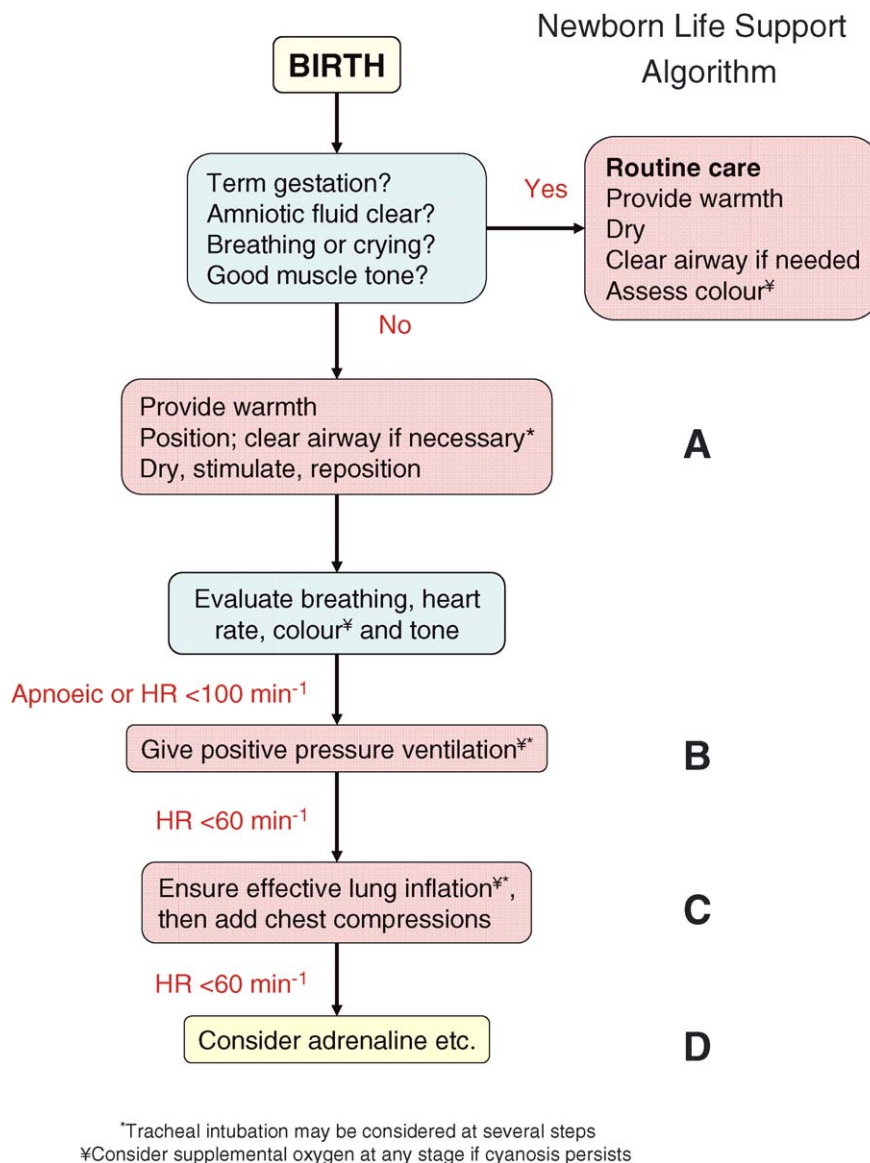 Newborn Life Support
Algorithm
BIRTH
Term gestation?
Amniotic fluid clear?
Breathing or crying?
Good muscle tone?
Yes
Routine care
Provide warmth
Dry
Clear airway if needed
Assess colour¥
No
Provide warmth
Position; clear airway if necessary*
Dry, stimulate, reposition
A
Evaluate breathing, heart
rate, colour¥ and tone
Apnoeic or HR <100 min-1
Give positive pressure ventilation¥*
B
HR <60 min-1
Ensure effective lung inflation¥*,
then add chest compressions
C
HR <60 min-1
Consider adrenaline etc.
D
*Tracheal intubation may be considered at several steps
¥Consider supplemental oxygen at any stage if cyanosis persists